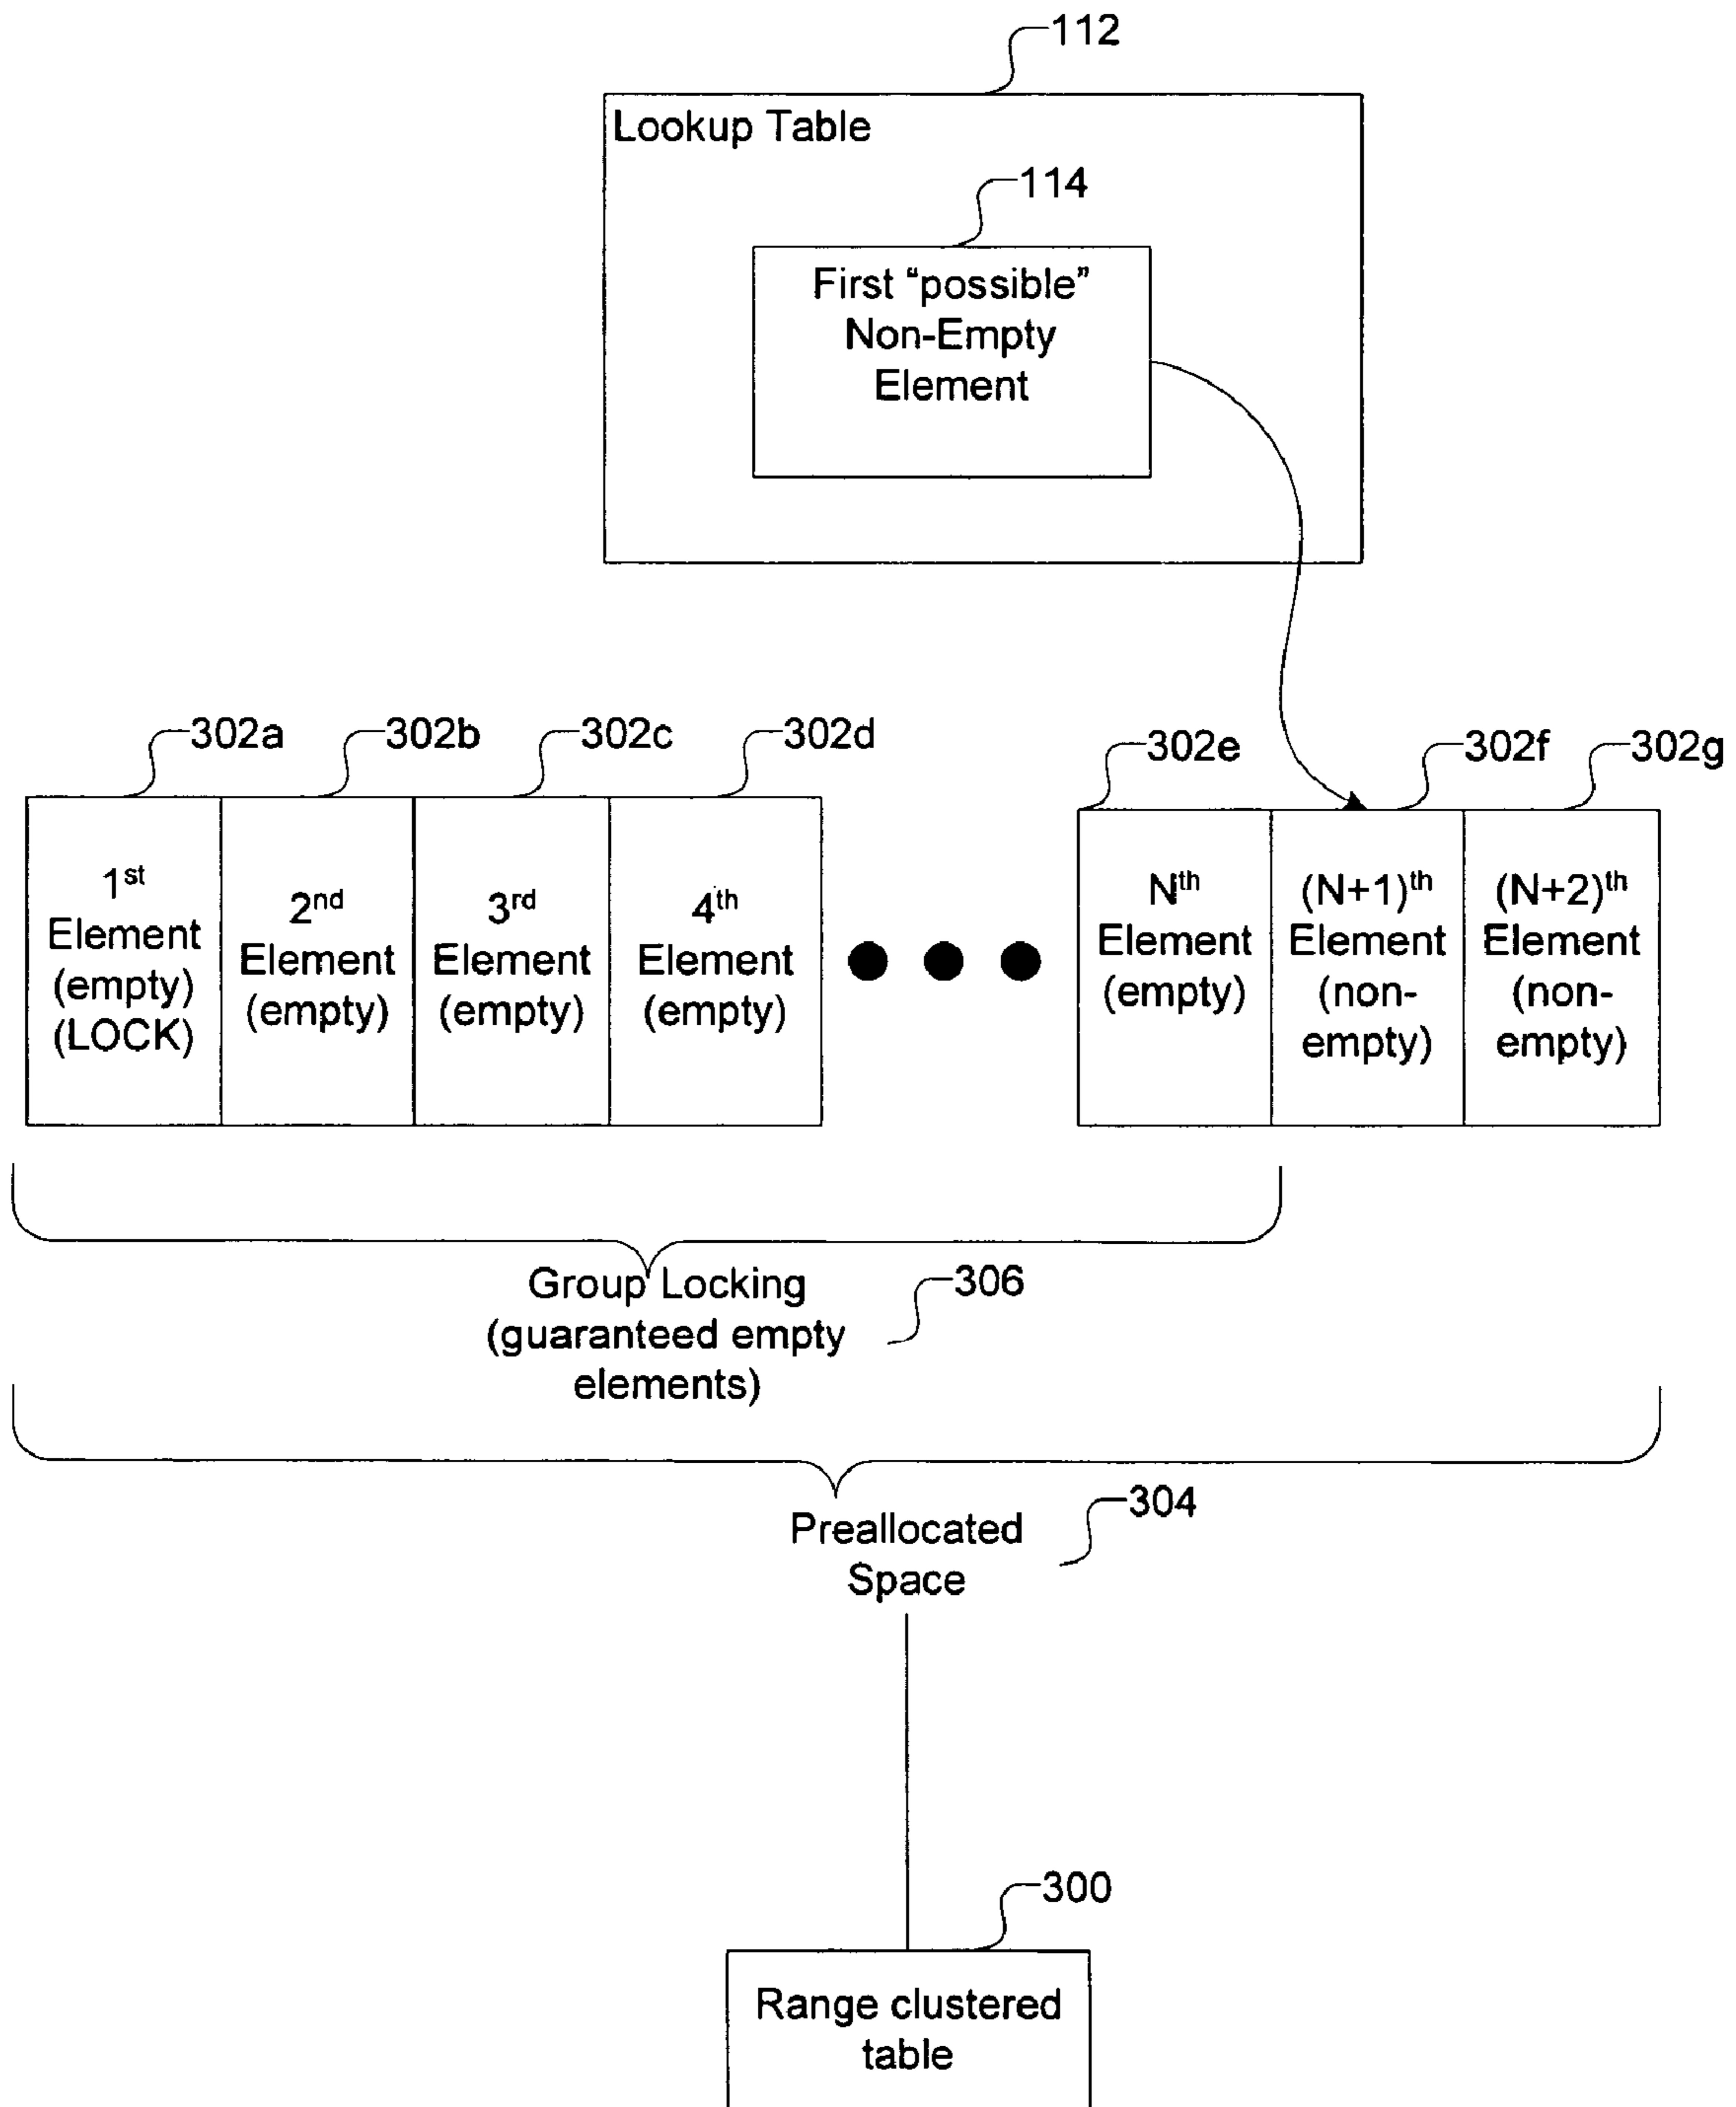 112
Lookup Table
114
First “possible”
Non-Empty
Element
302a
302b
302c
302d
302e
302f
302g
1st
Element
(empty)
(LOCK)
2nd
Element
(empty)
3rd
Element
(empty)
4th
Element
(empty)
Nth
Element
(empty)
(N+1)th
Element
(non-
empty)
(N+2)th
Element
(non-
empty)
Group Locking
(guaranteed empty
elements)
306
Preallocated
Space
304
300
Range clustered
table